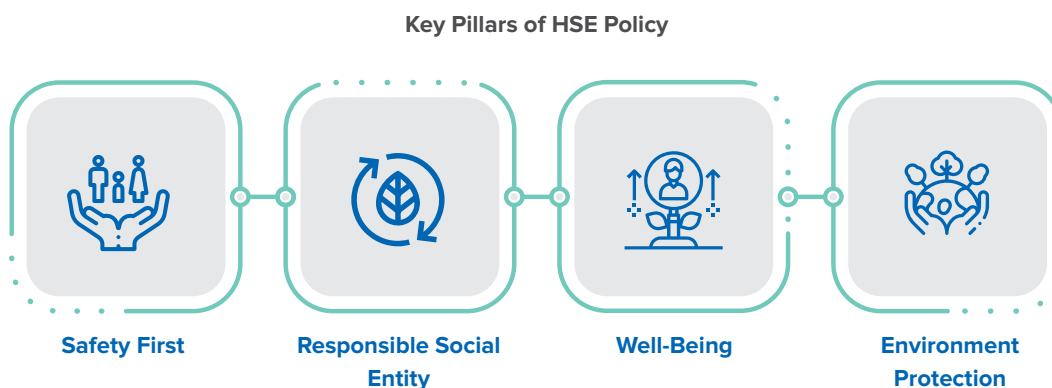 Key Pillars of HSE Policy
Safety First
Responsible Social
Entity
Well-Being
Environment
Protection